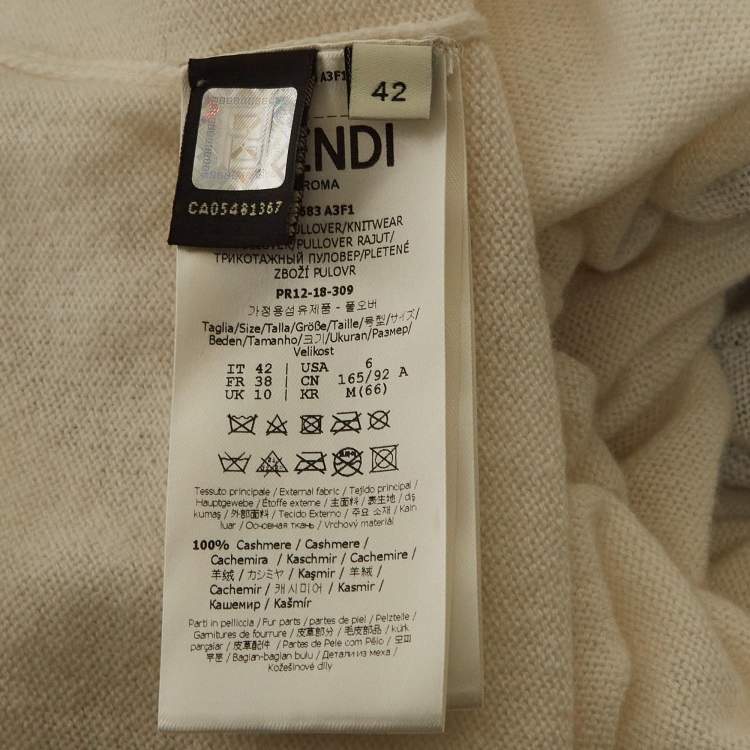 A3F1
42
ENDI
ROMA
CA05481367
683 A3F1
PULLOVER/KNITWEAR
PULLOVER/PULLOVER RAJUT/
ТРИКОТАЖНЫЙ ПУЛОВЕР/PLETENÉ
ZBOŽÍ PULOVR
PR12-18-309
가정용섬유제품 - 풀오버
Taglia/Size/Talla/Größe/Taille/号型/サイズ/
Beden/Tamanho/크기/Ukuran/Размер/
Velikost
IT 42 | USA 6
FR 38 | CN 165/92 A
UK 10 | KR M(66)
Tessuto principale / External fabric / Tejido principal /
Hauptgewebe / Étoffe externe / 主面料 / 表生地 / diş
kumaş / 外部面料 / Tecido Externo / 주요 소재 / Kain
luar / Основная ткань / Vrchový materiál
100% Cashmere / Cashmere /
Cachemira / Kaschmir / Cachemire /
羊绒 / カシミヤ / Kaşmir / 羊絨 /
Cachemir / 캐시미어 / Kasmir /
Кашемир / Kašmír
Parti in pelliccia / Fur parts / partes de piel / Pelzteile /
Garnitures de fourrure / 皮草部分 / 毛皮部品 / kürk
parçalar / 皮草配件 / Partes de Pele com Pêlo / 모피
부분 / Bagian-bagian bulu / Детали из меха /
Kožešinové díly